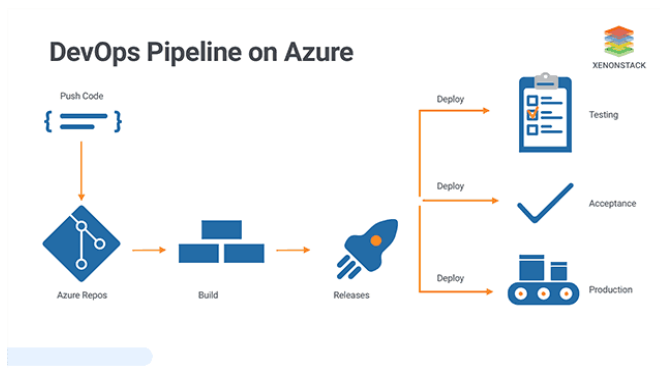 DevOps Pipeline on Azure
XENONSTACK
Push Code
Deploy
Testing
Deploy
Acceptance
Azure Repos
Build
Releases
Deploy
Production